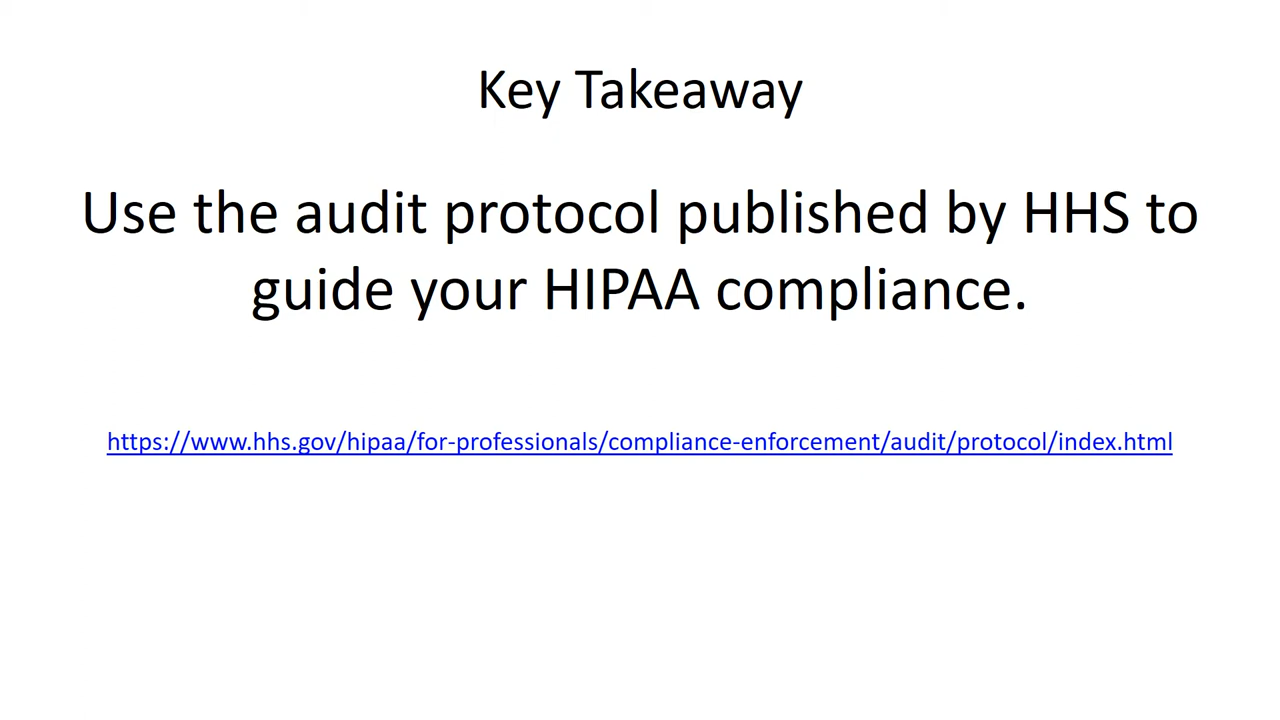 Key Takeaway
Use the audit protocol published by HHS to
guide your HIPAA compliance.
https://www.hhs.gov/hipaa/for-professionals/compliance-enforcement/audit/protocol/index.html